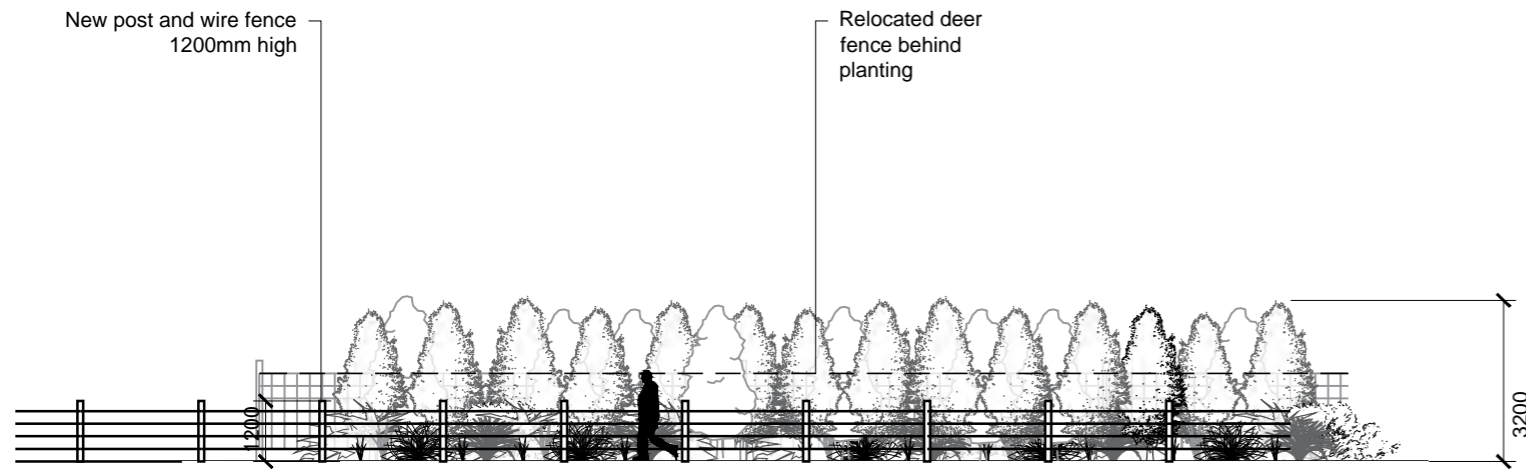 New post and wire fence
1200mm high
Relocated deer
fence behind
planting
1200
3200